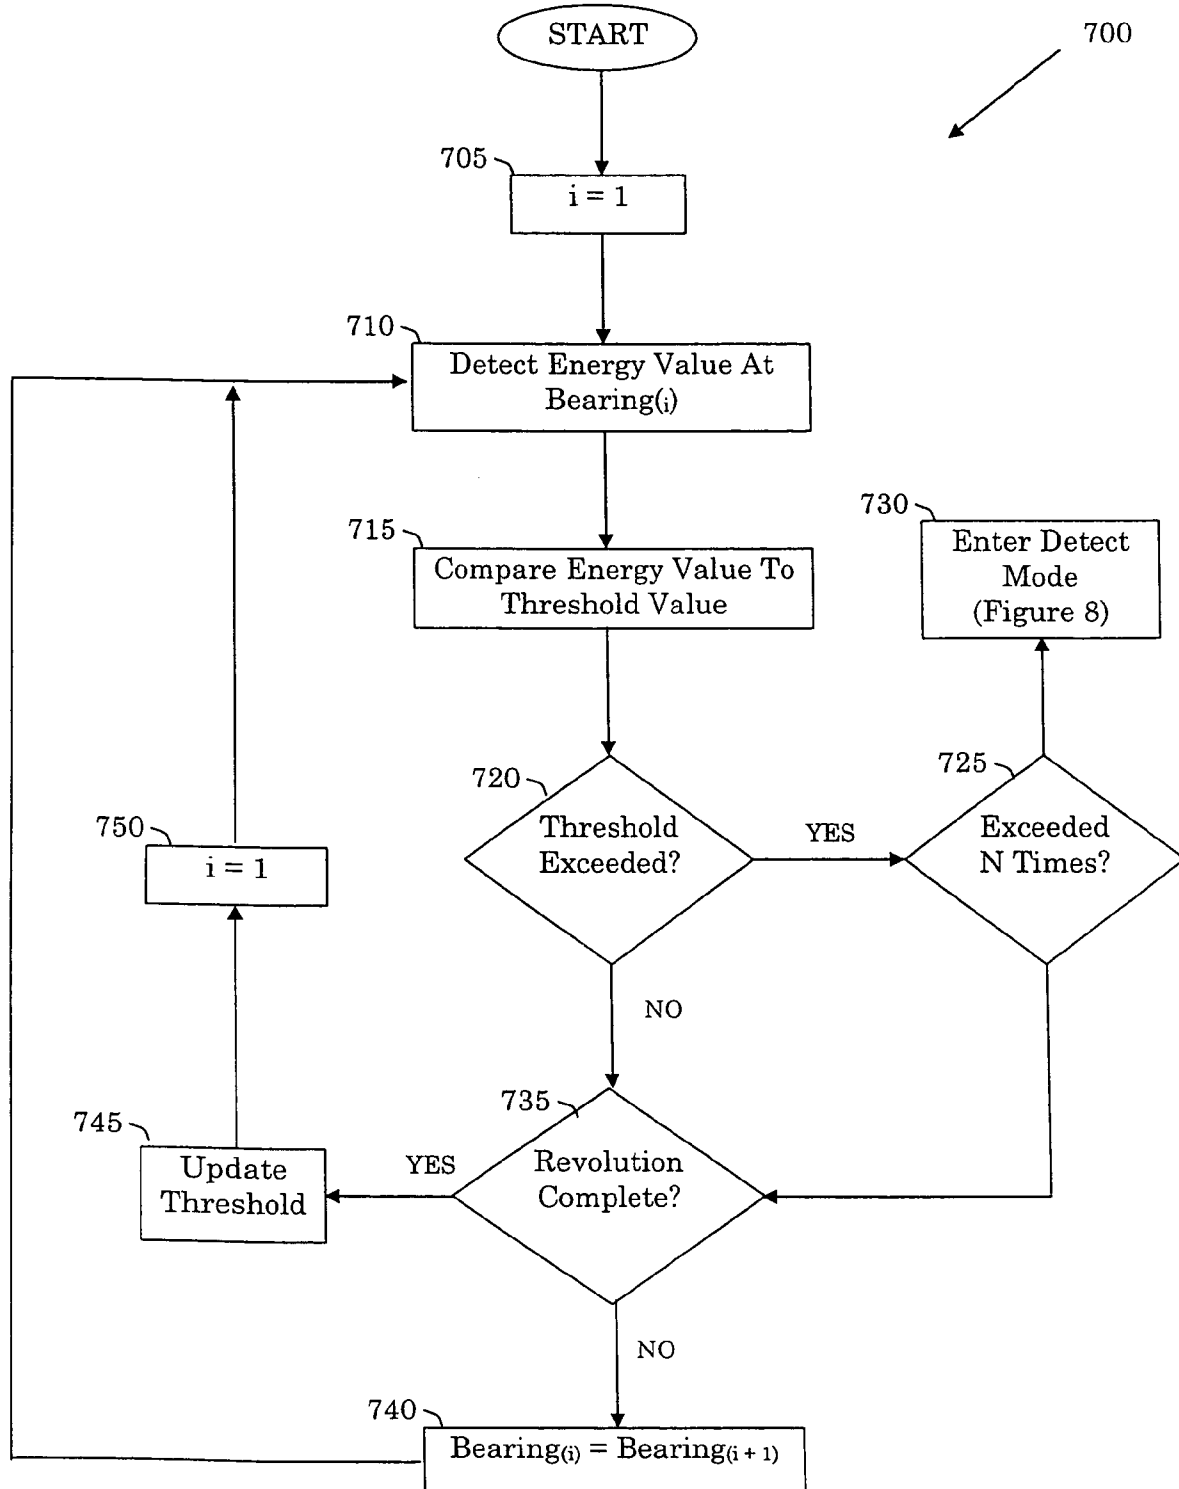 START
700
705
i = 1
710
Detect Energy Value At
Bearing(i)
715
Compare Energy Value To
Threshold Value
730
Enter Detect
Mode
(Figure 8)
720
Threshold
Exceeded?
YES
725
Exceeded
N Times?
750
i = 1
NO
735
Revolution
Complete?
YES
745
Update
Threshold
NO
740
Bearing(i) = Bearing(i + 1)